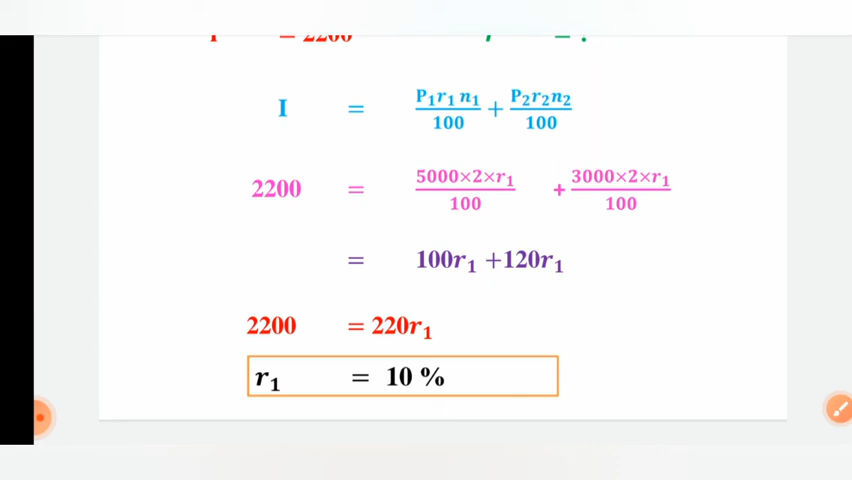 = 2200 = ?
I = P₁r₁n₁/100 + P₂r₂n₂/100
2200 = 5000×2×r₁/100 + 3000×2×r₁/100
= 100r₁ +120r₁
2200 = 220r₁
r₁ = 10 %